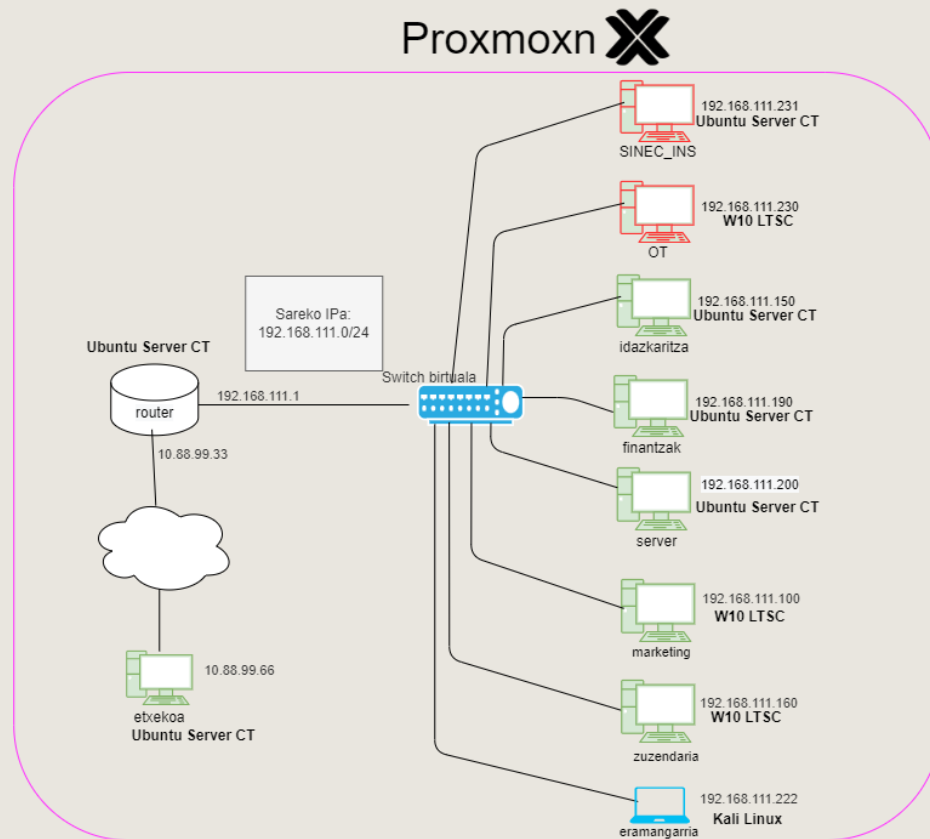 Proxmoxn
192.168.111.231
Ubuntu Server CT
SINEC_INS
192.168.111.230
W10 LTSC
OT
Sareko IPa:
192.168.111.0/24
192.168.111.150
Ubuntu Server CT
idazkaritza
Ubuntu Server CT
router
192.168.111.1
Switch birtuala
192.168.111.190
Ubuntu Server CT
finantzak
10.88.99.33
192.168.111.200
Ubuntu Server CT
server
192.168.111.100
W10 LTSC
marketing
10.88.99.66
etxekoa
Ubuntu Server CT
192.168.111.160
W10 LTSC
zuzendaria
192.168.111.222
Kali Linux
eramangarria